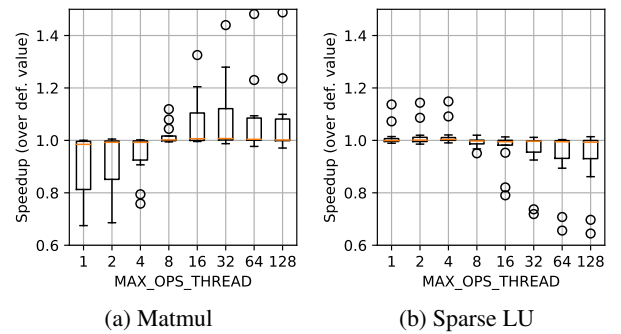 Speedup (over def. value)
1.4
1.2
1.0
0.8
0.6
1 2 4 8 16 32 64 128
MAX_OPS_THREAD
(a) Matmul
Speedup (over def. value)
1.4
1.2
1.0
0.8
0.6
1 2 4 8 16 32 64 128
MAX_OPS_THREAD
(b) Sparse LU